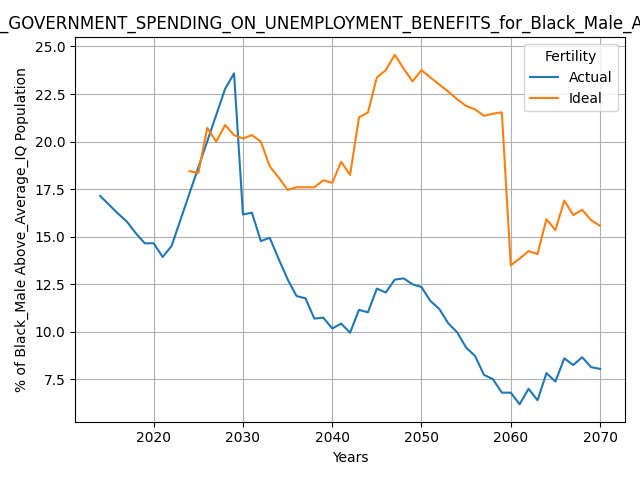 _GOVERNMENT_SPENDING_ON_UNEMPLOYMENT_BENEFITS_for_Black_Male_A
Fertility
Actual
Ideal
% of Black_Male Above_Average_IQ Population
25.0
22.5
20.0
17.5
15.0
12.5
10.0
7.5
2020 2030 2040 2050 2060 2070
Years